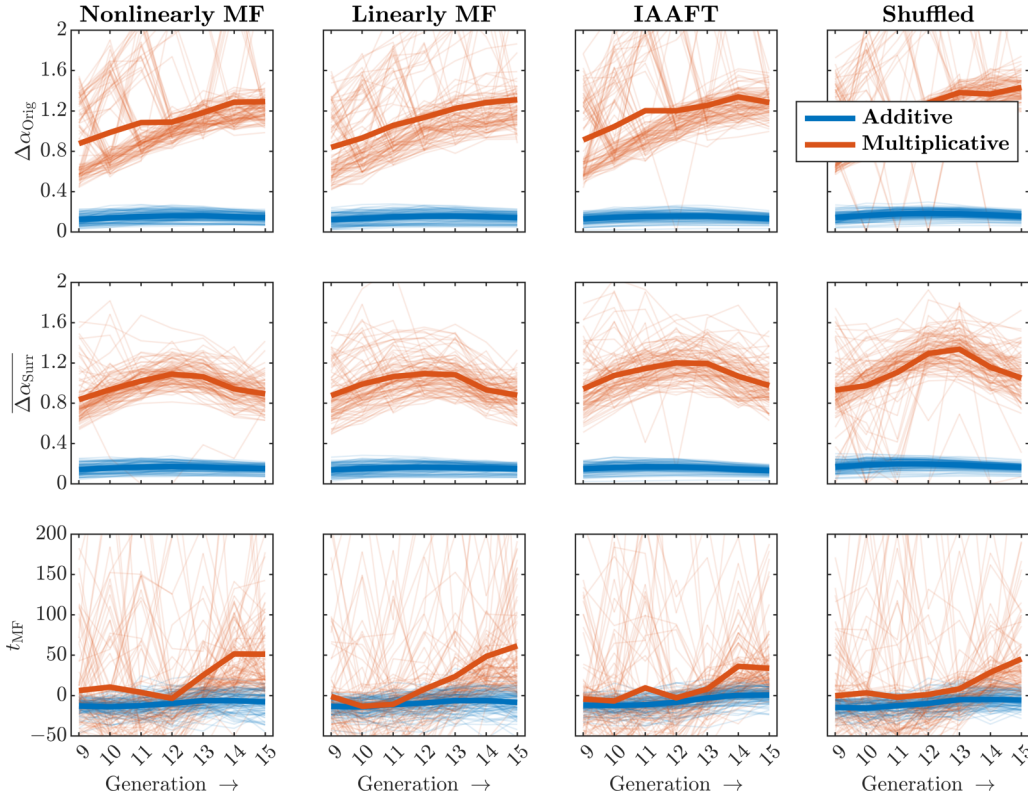 Nonlinearly MF
Linearly MF
IAAFT
Shuffled
Δα_Orig
2
1.6
1.2
0.8
0.4
0
Additive
Multiplicative
Δα_Surr
2
1.6
1.2
0.8
0.4
0
t_MF
200
150
100
50
0
−50
9 10 11 12 13 14 15
9 10 11 12 13 14 15
9 10 11 12 13 14 15
9 10 11 12 13 14 15
Generation →
Generation →
Generation →
Generation →